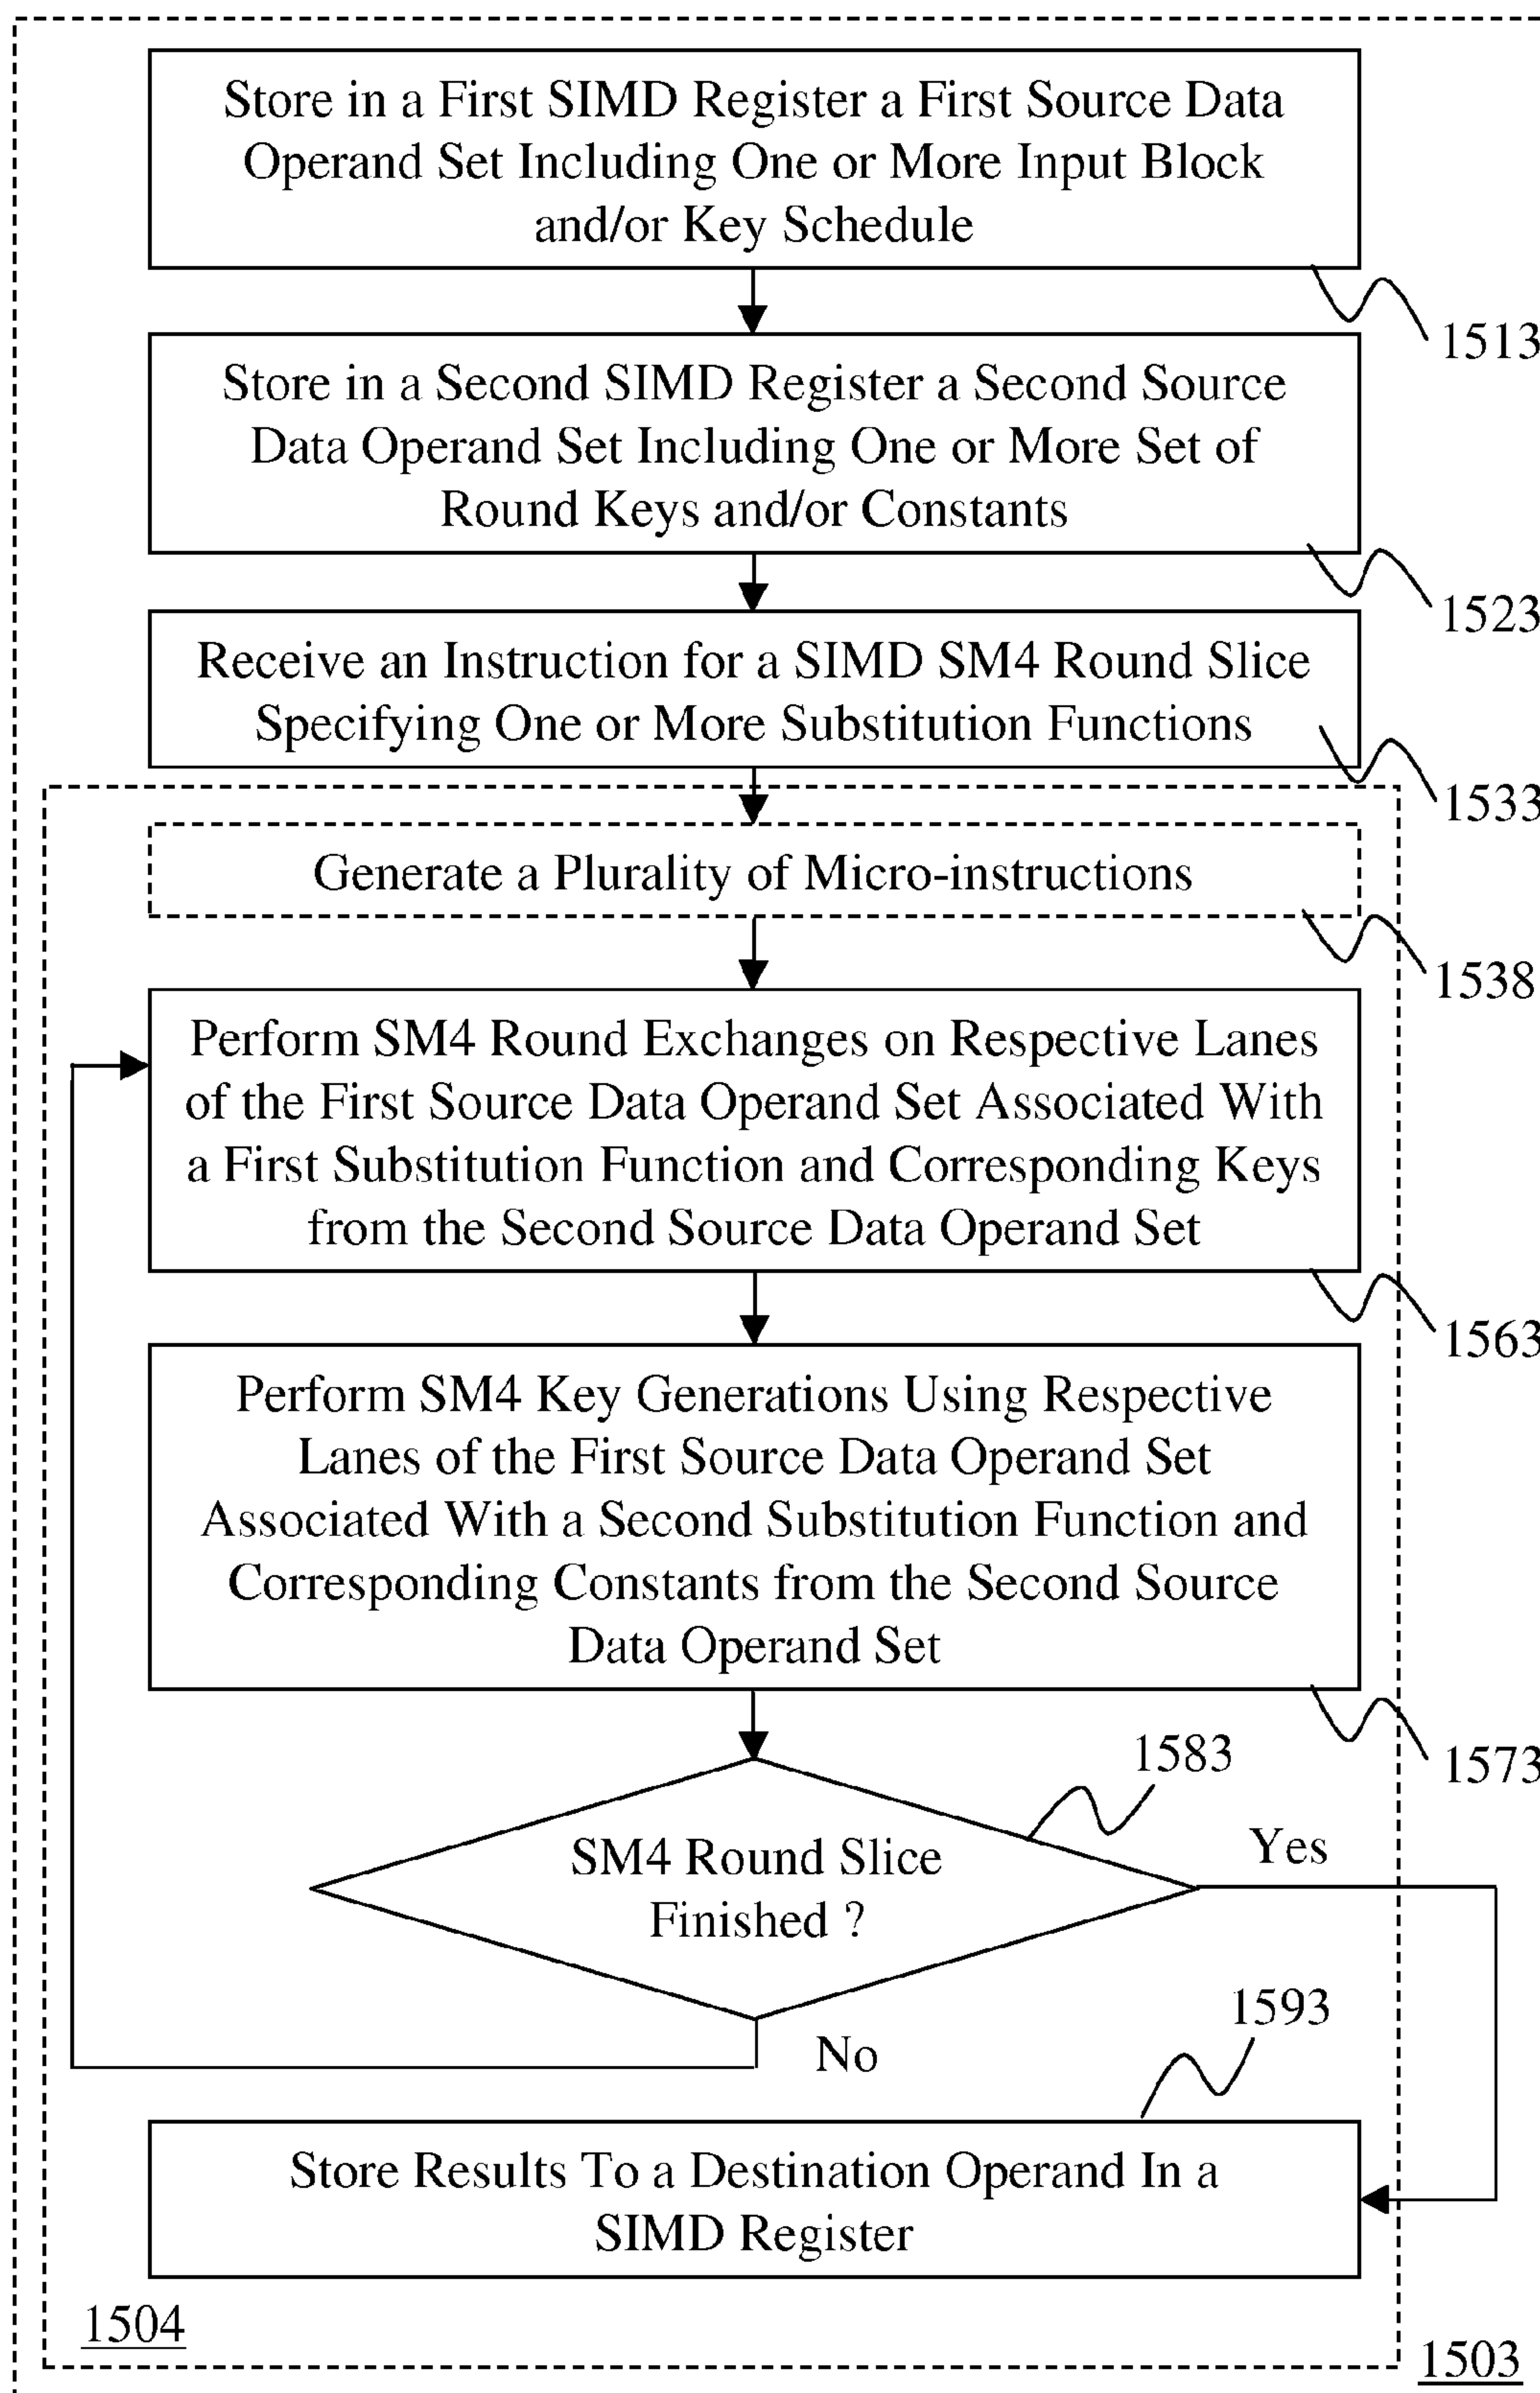 Store in a First SIMD Register a First Source Data
Operand Set Including One or More Input Block
and/or Key Schedule
1513
Store in a Second SIMD Register a Second Source
Data Operand Set Including One or More Set of
Round Keys and/or Constants
1523
Receive an Instruction for a SIMD SM4 Round Slice
Specifying One or More Substitution Functions
1533
Generate a Plurality of Micro-instructions
1538
Perform SM4 Round Exchanges on Respective Lanes
of the First Source Data Operand Set Associated With
a First Substitution Function and Corresponding Keys
from the Second Source Data Operand Set
1563
Perform SM4 Key Generations Using Respective
Lanes of the First Source Data Operand Set
Associated With a Second Substitution Function and
Corresponding Constants from the Second Source
Data Operand Set
1573
1583
SM4 Round Slice
Finished ?
Yes
No
1593
Store Results To a Destination Operand In a
SIMD Register
1504
1503